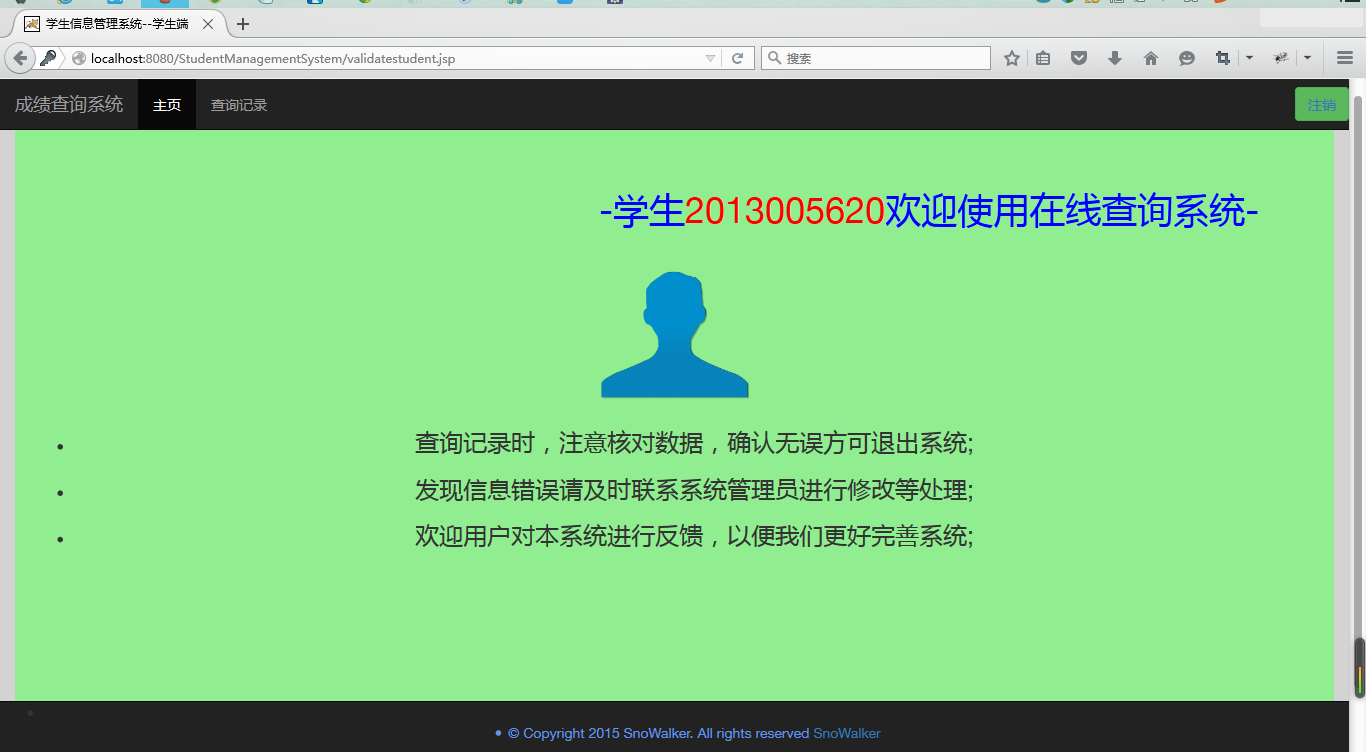 学生信息管理系统--学生端
localhost:8080/StudentManagementSystem/validatestudent.jsp
搜索
成绩查询系统 主页 查询记录 注销
-学生2013005620欢迎使用在线查询系统-
查询记录时，注意核对数据，确认无误方可退出系统;
发现信息错误请及时联系系统管理员进行修改等处理;
欢迎用户对本系统进行反馈，以便我们更好完善系统;
© Copyright 2015 SnoWalker. All rights reserved SnoWalker